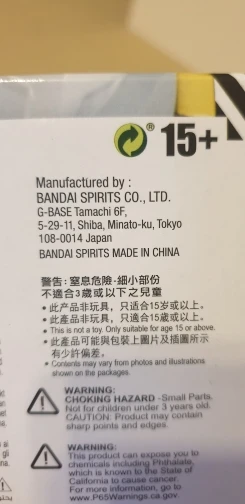 15+
Manufactured by :
BANDAI SPIRITS CO., LTD.
G-BASE Tamachi 6F,
5-29-11, Shiba, Minato-ku, Tokyo
108-0014 Japan
BANDAI SPIRITS MADE IN CHINA
警告: 窒息危險-細小部份
不適合3歲或以下之兒童
• 此产品非玩具，只适合15岁或以上。
• 此產品非玩具，只適合15歲或以上。
• This is not a toy. Only suitable for age 15 or above.
• 此產品可能與包裝上圖片及插圖所示
有少許偏差。
• Contents may vary from photos and illustrations
shown on the packages.
WARNING:
CHOKING HAZARD -Small Parts.
Not for children under 3 years old.
CAUTION: Product may contain
sharp points and edges.
WARNING:
This product can expose you to
chemicals including Phthalate,
which is known to the State of
California to cause cancer.
For more information, go to
www.P65Warnings.ca.gov